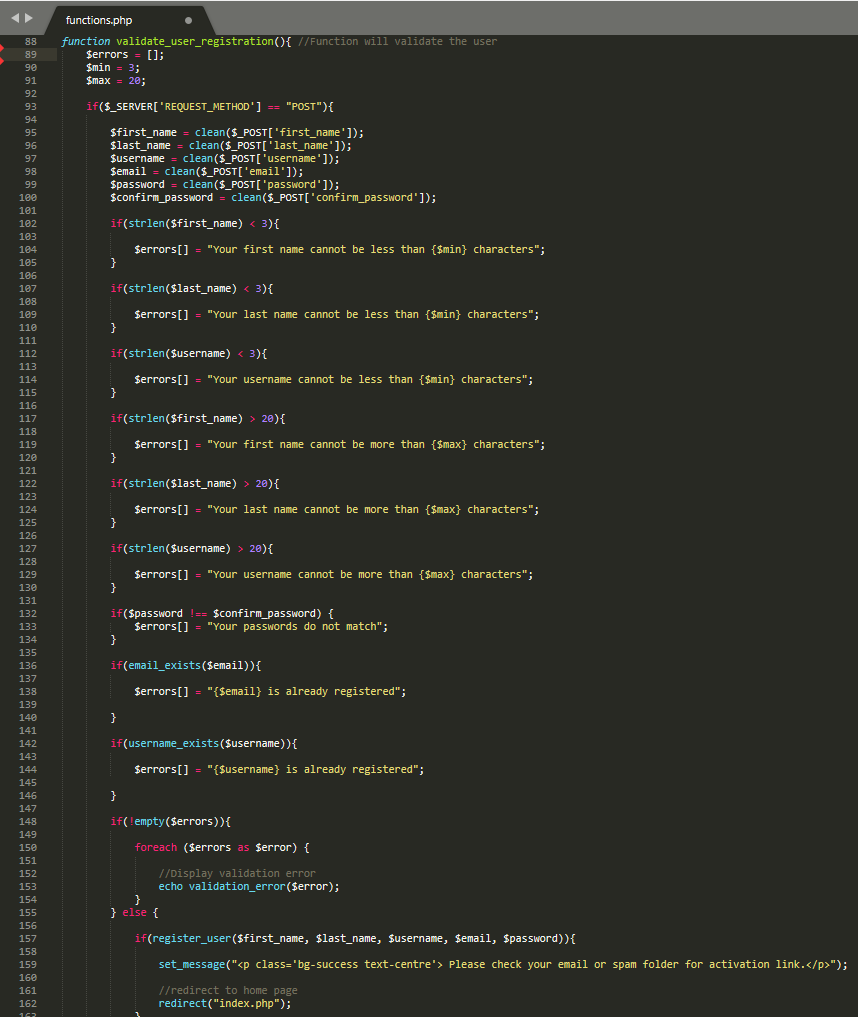 functions.php
88 function validate_user_registration(){ //Function will validate the user
89 $errors = [];
90 $min = 3;
91 $max = 20;
92
93 if($_SERVER['REQUEST_METHOD'] == "POST"){
94
95 $first_name = clean($_POST['first_name']);
96 $last_name = clean($_POST['last_name']);
97 $username = clean($_POST['username']);
98 $email = clean($_POST['email']);
99 $password = clean($_POST['password']);
100 $confirm_password = clean($_POST['confirm_password']);
101
102 if(strlen($first_name) < 3){
103
104 $errors[] = "Your first name cannot be less than {$min} characters";
105 }
106
107 if(strlen($last_name) < 3){
108
109 $errors[] = "Your last name cannot be less than {$min} characters";
110 }
111
112 if(strlen($username) < 3){
113
114 $errors[] = "Your username cannot be less than {$min} characters";
115 }
116
117 if(strlen($first_name) > 20){
118
119 $errors[] = "Your first name cannot be more than {$max} characters";
120 }
121
122 if(strlen($last_name) > 20){
123
124 $errors[] = "Your last name cannot be more than {$max} characters";
125 }
126
127 if(strlen($username) > 20){
128
129 $errors[] = "Your username cannot be more than {$max} characters";
130 }
131
132 if($password !== $confirm_password) {
133 $errors[] = "Your passwords do not match";
134 }
135
136 if(email_exists($email)){
137
138 $errors[] = "{$email} is already registered";
139
140 }
141
142 if(username_exists($username)){
143
144 $errors[] = "{$username} is already registered";
145
146 }
147
148 if(!empty($errors)){
149
150 foreach ($errors as $error) {
151
152 //Display validation error
153 echo validation_error($error);
154 }
155 } else {
156
157 if(register_user($first_name, $last_name, $username, $email, $password)){
158
159 set_message("<p class='bg-success text-centre'> Please check your email or spam folder for activation link.</p>");
160
161 //redirect to home page
162 redirect("index.php");
163 }